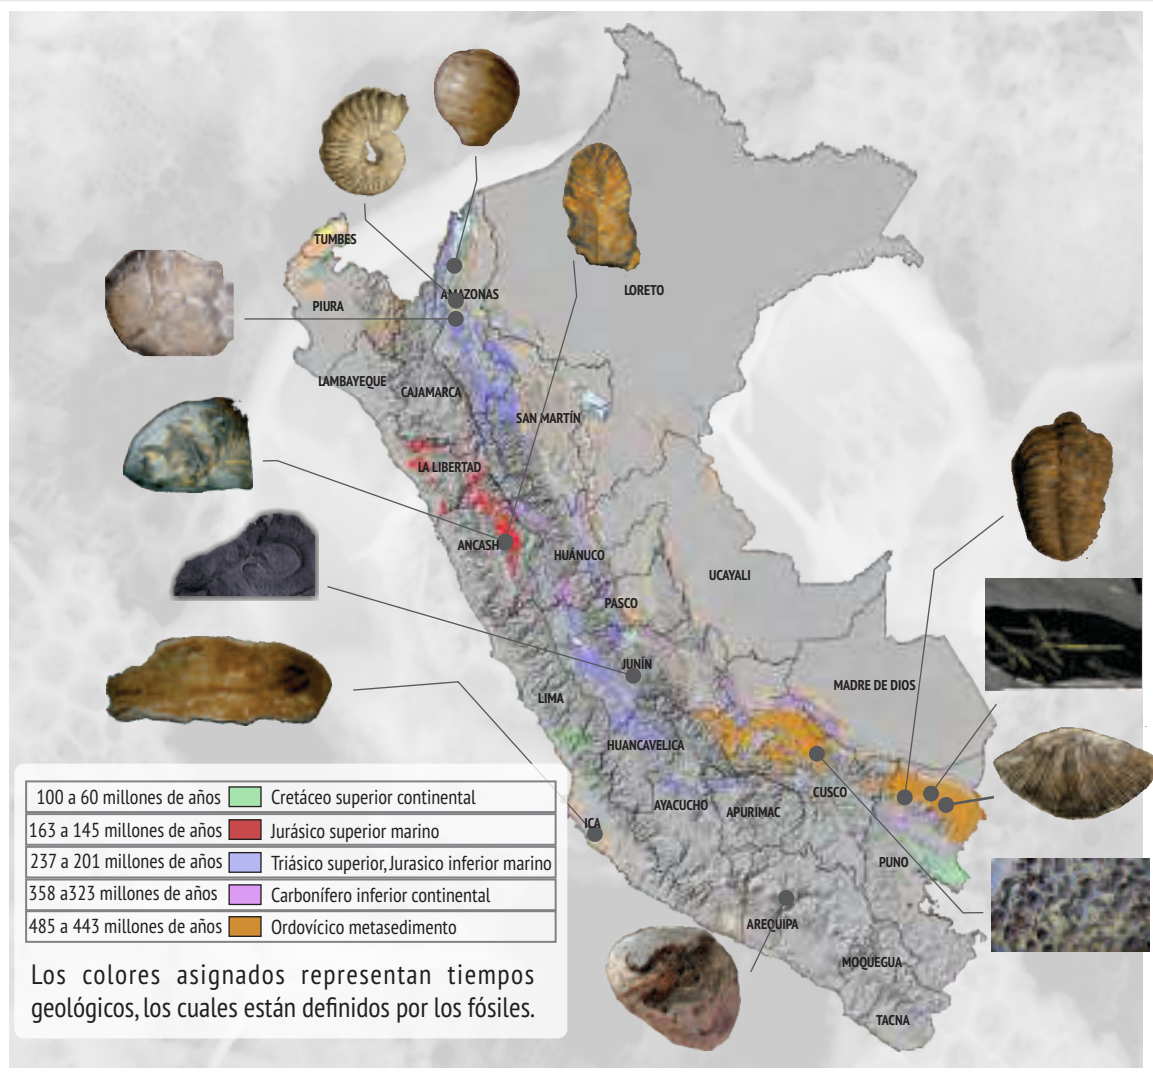 TUMBES
PIURA
AMAZONAS
LORETO
LAMBAYEQUE
CAJAMARCA
SAN MARTÍN
LA LIBERTAD
ANCASH
HUÁNUCO
UCAYALI
PASCO
JUNÍN
MADRE DE DIOS
LIMA
HUANCAVELICA
CUSCO
AYACUCHO
APURIMAC
ICA
PUNO
AREQUIPA
MOQUEGUA
TACNA
100 a 60 millones de años Cretáceo superior continental
163 a 145 millones de años Jurásico superior marino
237 a 201 millones de años Triásico superior, Jurasico inferior marino
358 a323 millones de años Carbonífero inferior continental
485 a 443 millones de años Ordovícico metasedimento
Los colores asignados representan tiempos
geológicos, los cuales están definidos por los fósiles.